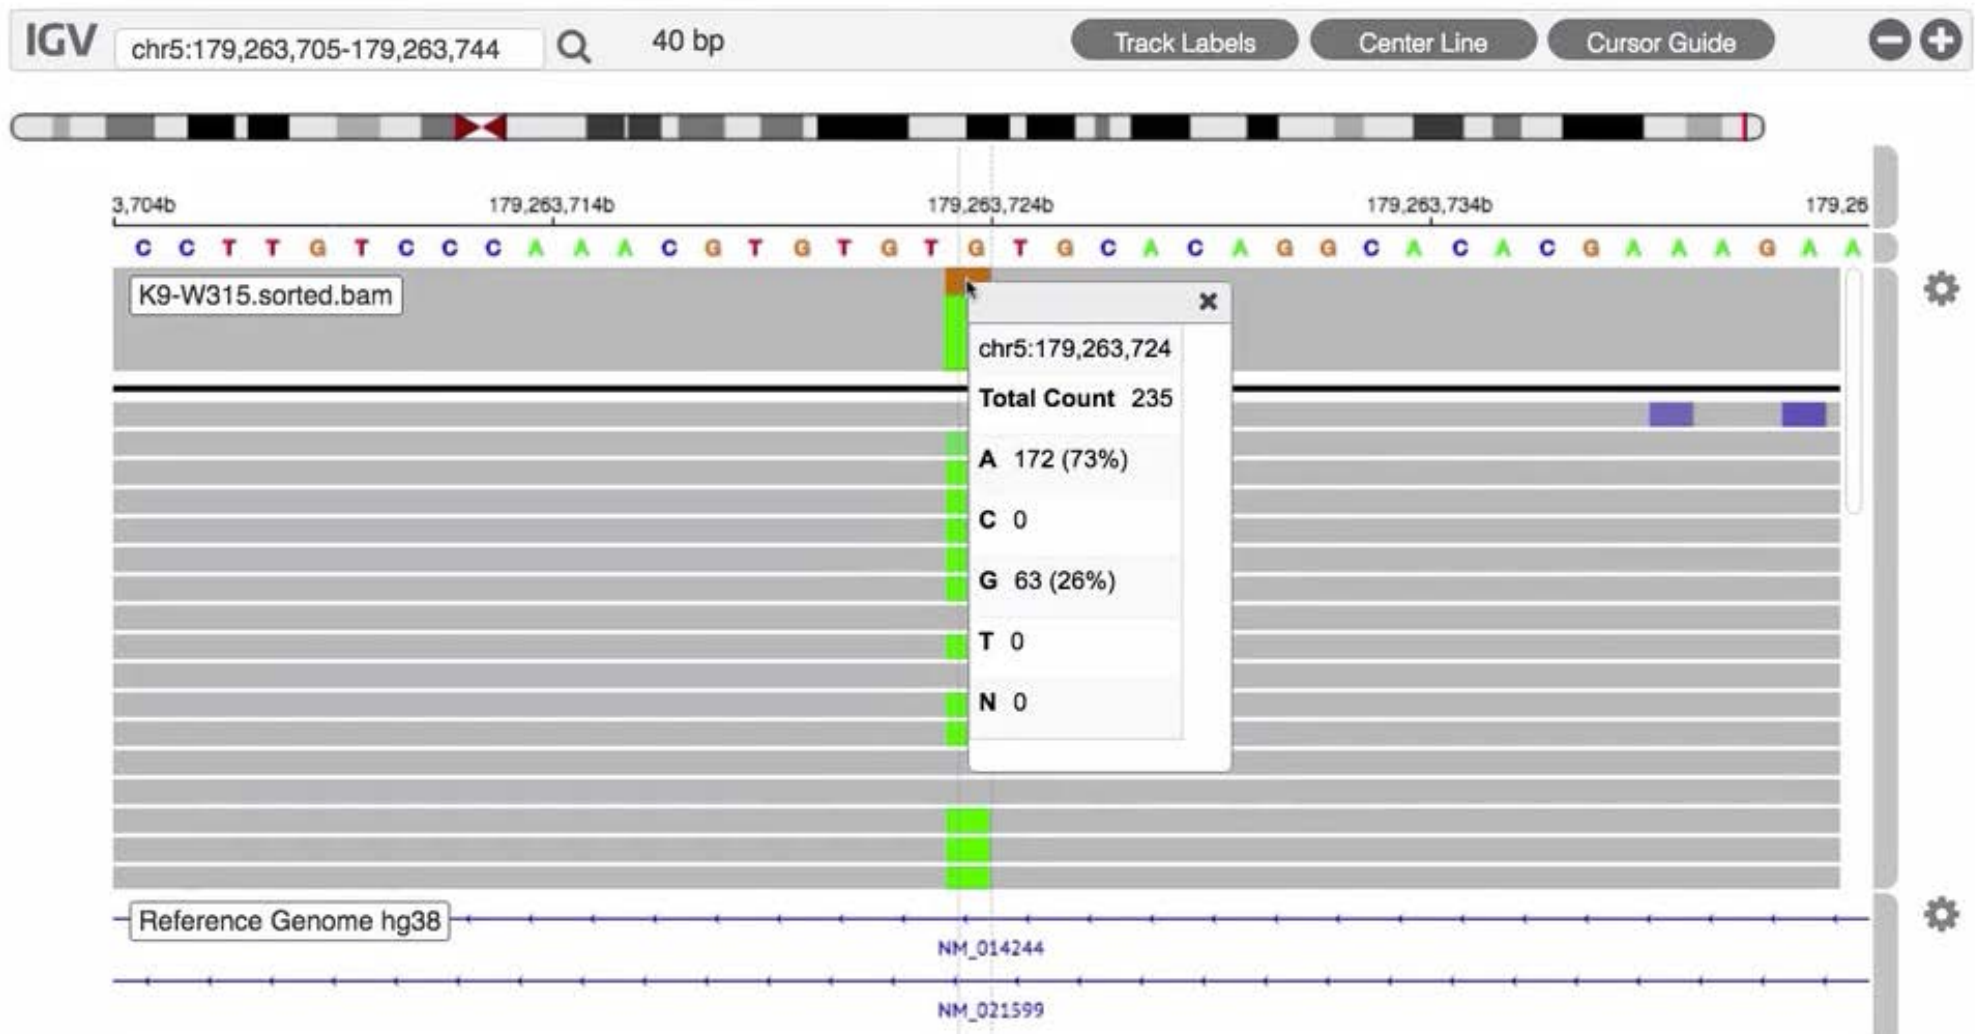 IGV chr5:179,263,705-179,263,744 40 bp Track Labels Center Line Cursor Guide
3,704b 179,263,714b 179,263,724b 179,263,734b 179,26
C C T T G T C C C A A A C G T G T G T G T G C A C A G G C A C A C G A A A G A A
K9-W315.sorted.bam
chr5:179,263,724
Total Count 235
A 172 (73%)
C 0
G 63 (26%)
T 0
N 0
Reference Genome hg38
NM_014244
NM_021599